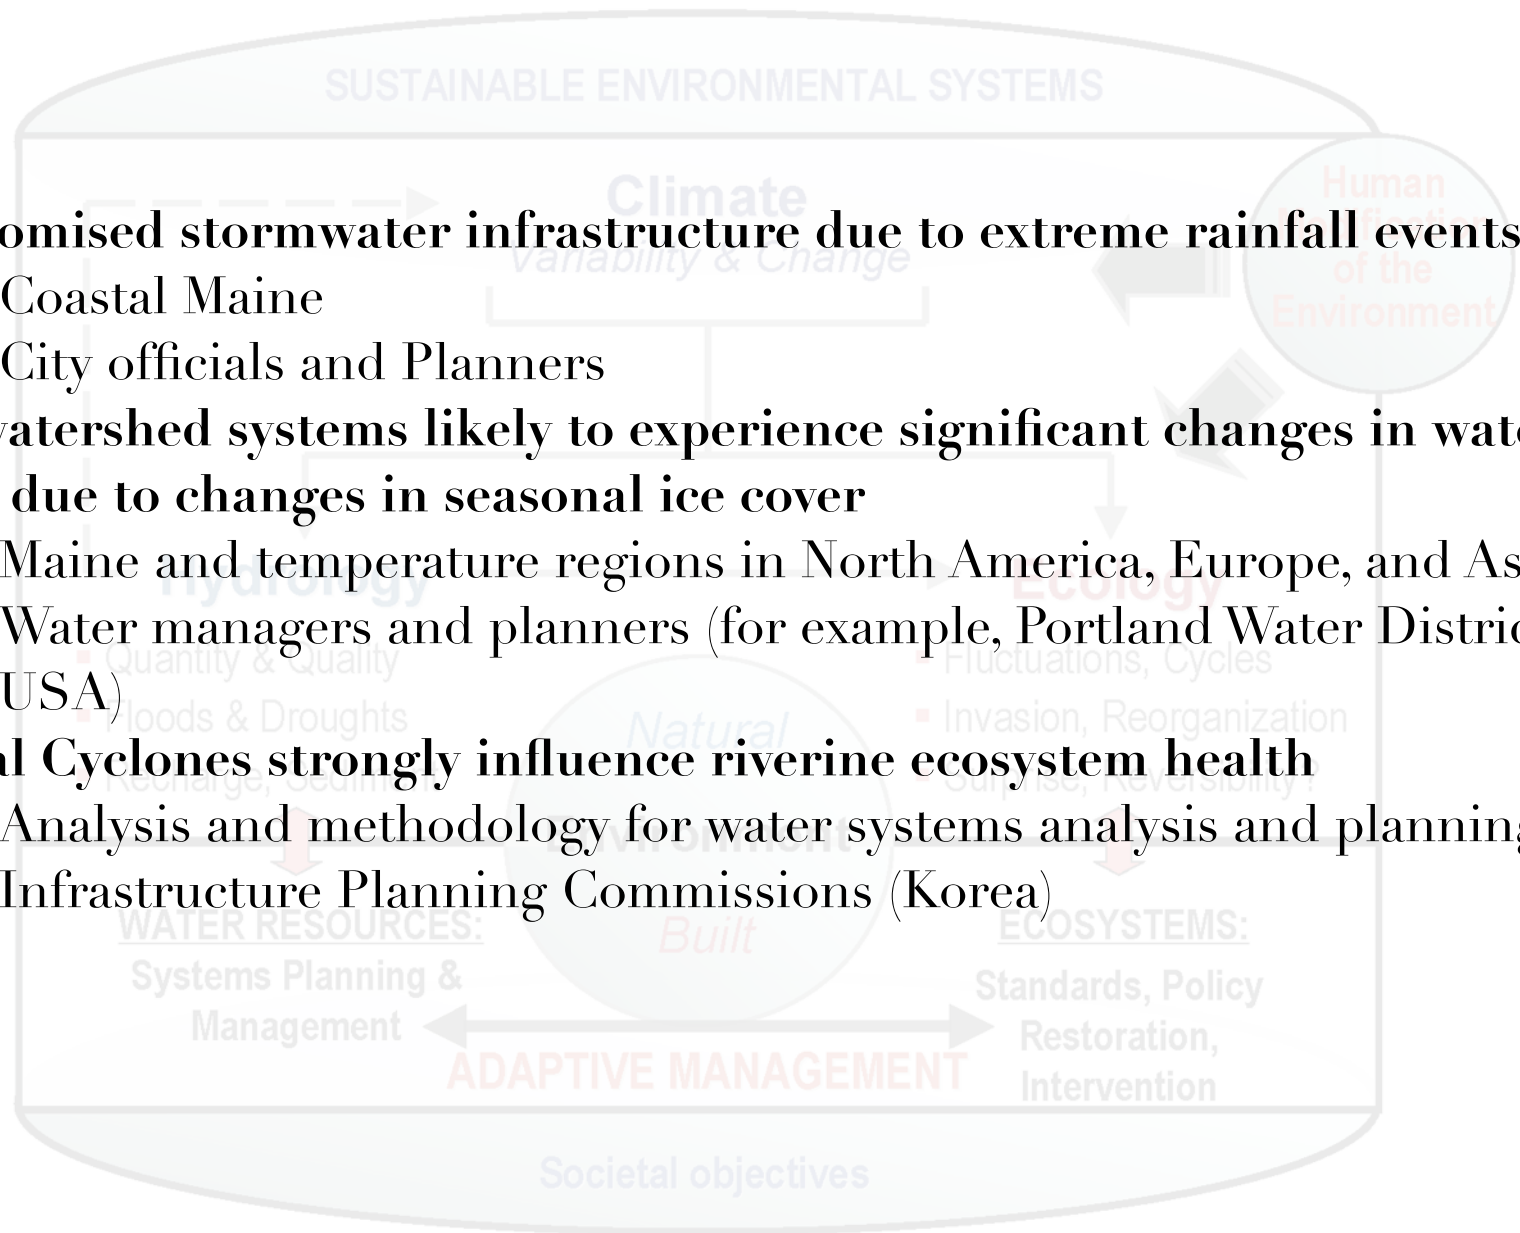 SUSTAINABLE ENVIRONMENTAL SYSTEMS
Climate
Variability & Change
Human
of the
Environment
omised stormwater infrastructure due to extreme rainfall events
Coastal Maine
City officials and Planners
watershed systems likely to experience significant changes in wat
due to changes in seasonal ice cover
Maine and temperature regions in North America, Europe, and As
Water managers and planners (for example, Portland Water Distric
USA)
al Cyclones strongly influence riverine ecosystem health
Analysis and methodology for water systems analysis and planning
Infrastructure Planning Commissions (Korea)
Hydrology
Quantity & Quality
Floods & Droughts
Recharge, Sediment
Ecology
Fluctuations, Cycles
Invasion, Reorganization
Surprise, Reversibility?
Natural
Environment
Built
WATER RESOURCES:
Systems Planning &
Management
ECOSYSTEMS:
Standards, Policy
Restoration,
Intervention
ADAPTIVE MANAGEMENT
Societal objectives